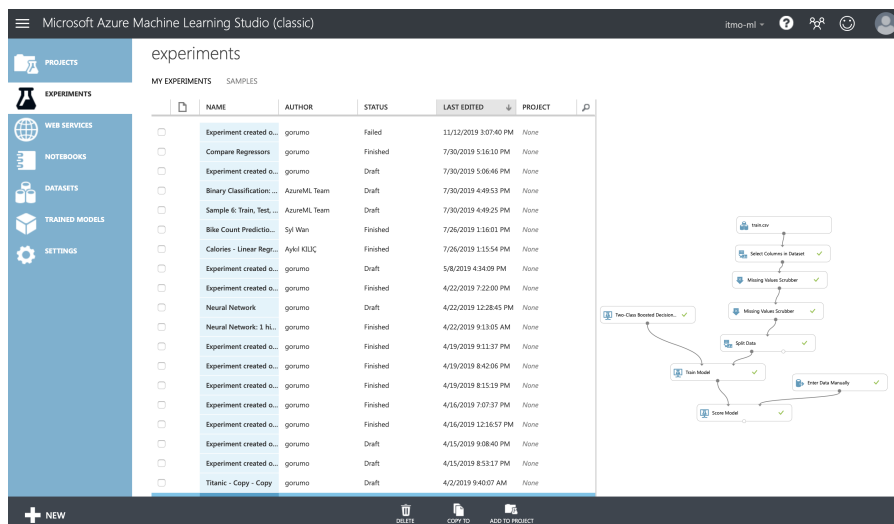 Microsoft Azure Machine Learning Studio (classic)
itmo-ml
?
PROJECTS
EXPERIMENTS
WEB SERVICES
NOTEBOOKS
DATASETS
TRAINED MODELS
SETTINGS
experiments
MY EXPERIMENTS SAMPLES
NAME AUTHOR STATUS LAST EDITED PROJECT
Experiment created o... gorumo Failed 11/12/2019 3:07:40 PM None
Compare Regressors gorumo Finished 7/30/2019 5:16:10 PM None
Experiment created o... gorumo Draft 7/30/2019 5:06:46 PM None
Binary Classification: ... AzureML Team Draft 7/30/2019 4:49:53 PM None
Sample 6: Train, Test, ... AzureML Team Draft 7/30/2019 4:49:25 PM None
Bike Count Predictio... Syl Wan Finished 7/26/2019 1:16:01 PM None
Calories - Linear Regr... Aykıl KILIÇ Finished 7/26/2019 1:15:54 PM None
Experiment created o... gorumo Draft 5/8/2019 4:34:09 PM None
Experiment created o... gorumo Finished 4/22/2019 7:22:00 PM None
Neural Network gorumo Draft 4/22/2019 12:28:45 PM None
Neural Network: 1 hi... gorumo Finished 4/22/2019 9:13:05 AM None
Experiment created o... gorumo Finished 4/19/2019 9:11:37 PM None
Experiment created o... gorumo Finished 4/19/2019 8:42:06 PM None
Experiment created o... gorumo Finished 4/19/2019 8:15:19 PM None
Experiment created o... gorumo Finished 4/16/2019 7:07:37 PM None
Experiment created o... gorumo Finished 4/16/2019 12:16:57 PM None
Experiment created o... gorumo Draft 4/15/2019 9:08:40 PM None
Experiment created o... gorumo Draft 4/15/2019 8:53:17 PM None
Titanic - Copy - Copy gorumo Draft 4/2/2019 9:40:07 AM None
train.csv
Select Columns in Dataset
Missing Values Scrubber
Missing Values Scrubber
Two-Class Boosted Decision...
Split Data
Train Model
Enter Data Manually
Score Model
NEW
DELETE
COPY TO
ADD TO PROJECT